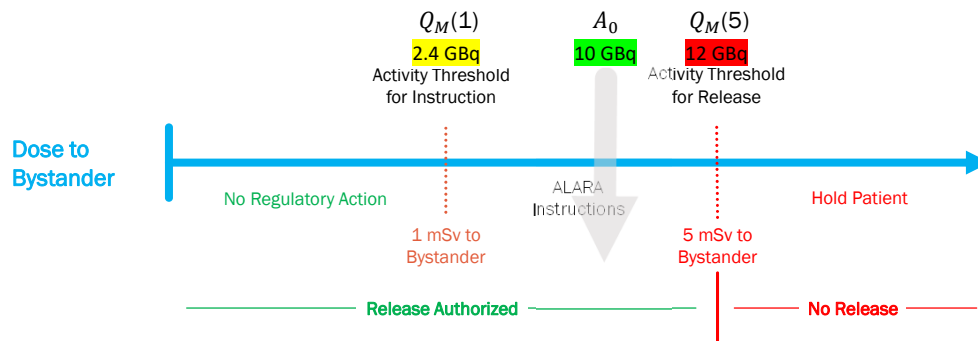 Q_M(1)
A_0
Q_M(5)
2.4 GBq
10 GBq
12 GBq
Activity Threshold
for Instruction
Activity Threshold
for Release
Dose to
Bystander
No Regulatory Action
ALARA
Instructions
Hold Patient
1 mSv to
Bystander
5 mSv to
Bystander
Release Authorized
No Release